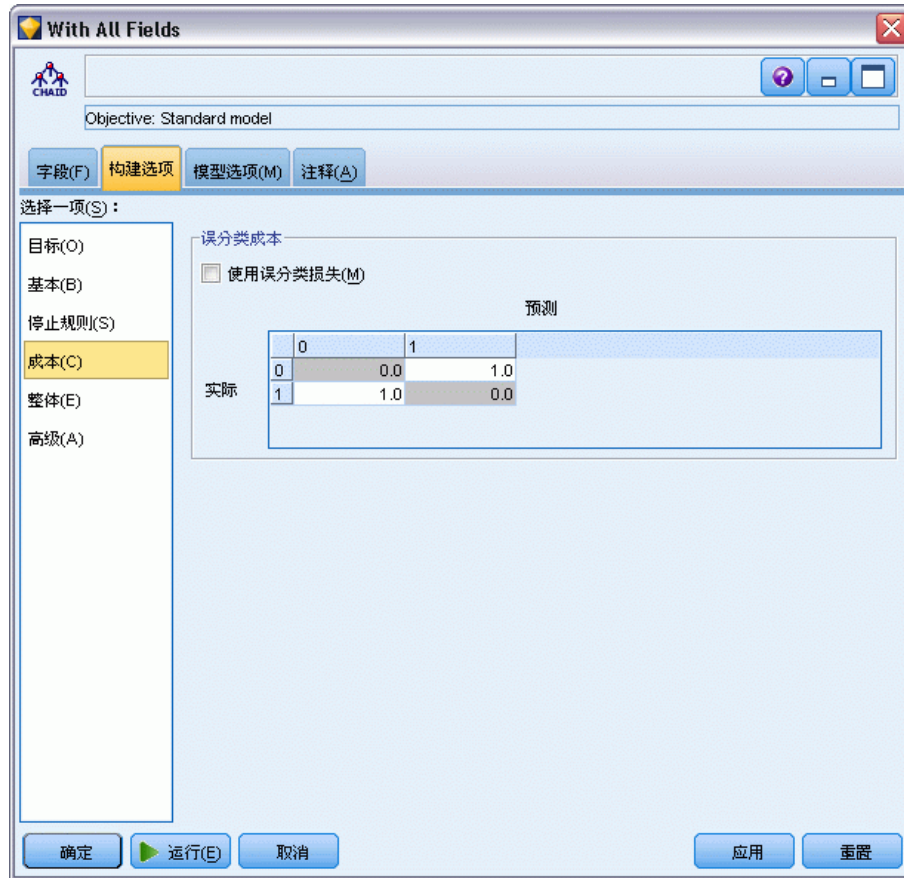 With All Fields
CHAID
Objective: Standard model
字段(F) 构建选项 模型选项(M) 注释(A)
选择一项(S)：
目标(O)
基本(B)
停止规则(S)
成本(C)
整体(E)
高级(A)
误分类成本
使用误分类损失(M)
预测
0 1
0 0.0 1.0
实际
1 1.0 0.0
确定 运行(E) 取消 应用 重置